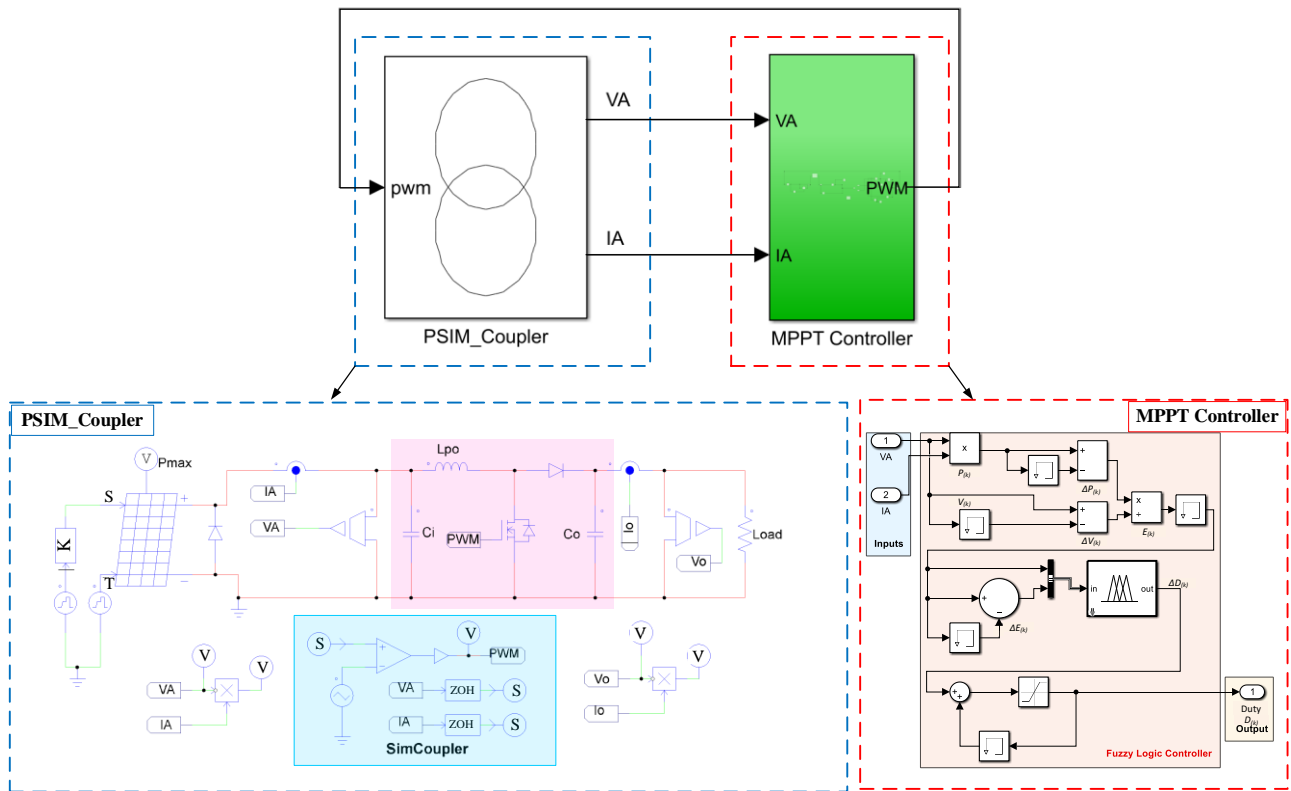 VA
VA
pwm
PWM
IA
IA
PSIM_Coupler
MPPT Controller
PSIM_Coupler
V
Pmax
S
+
IA
VA
Lpo
Ci
PWM
Co
Io
Vo
Load
K
T
−
V
V
VA
IA
S
+
−
V
PWM
VA
ZOH
S
IA
ZOH
S
SimCoupler
V
V
Vo
Io
MPPT Controller
1
VA
2
IA
Inputs
x
P(k)
+
−
ΔP(k)
V(k)
+
−
ΔV(k)
x
÷
E(k)
+
−
ΔE(k)
in
out
ΔD(k)
+
+
1
Duty
D(k)
Output
Fuzzy Logic Controller